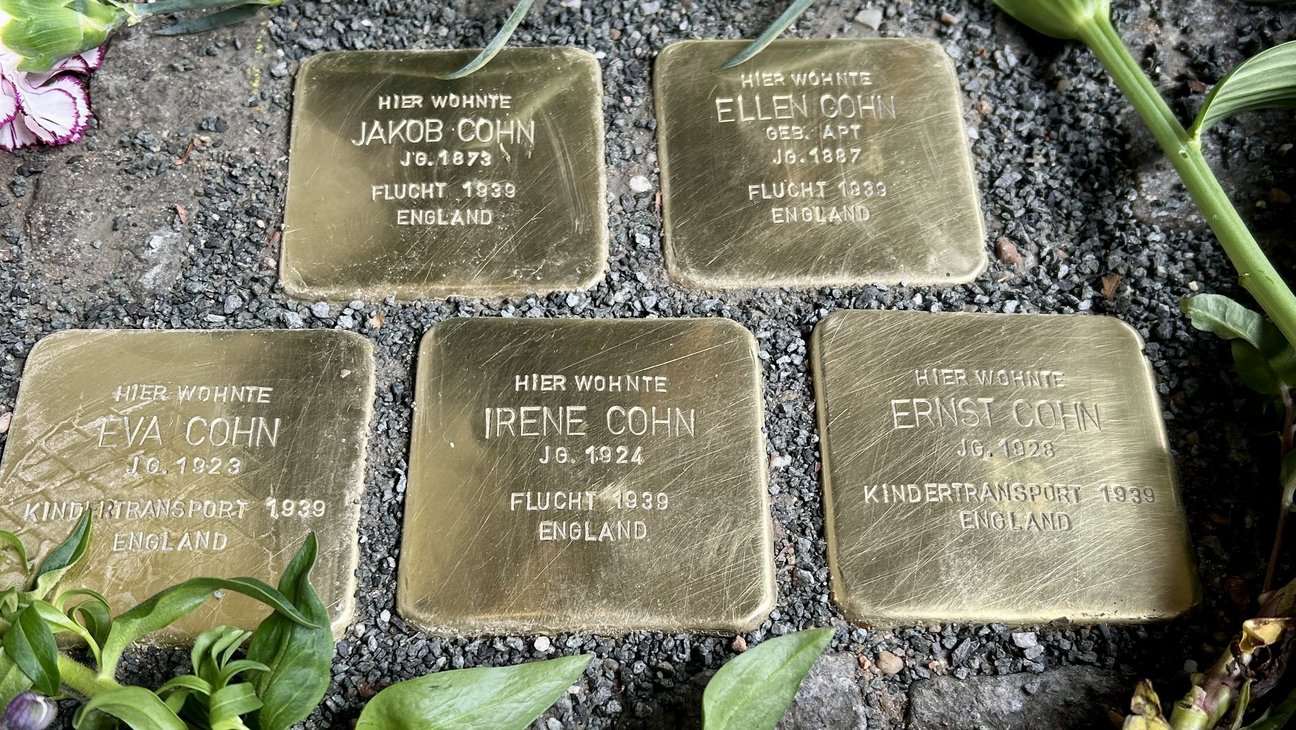 HIER WOHNTE
JAKOB COHN
JG. 1873
FLUCHT 1939
ENGLAND
HIER WOHNTE
ELLEN COHN
GEB. APT
JG. 1887
FLUCHT 1939
ENGLAND
HIER WOHNTE
EVA COHN
JG. 1923
KINDERTRANSPORT 1939
ENGLAND
HIER WOHNTE
IRENE COHN
JG. 1924
FLUCHT 1939
ENGLAND
HIER WOHNTE
ERNST COHN
JG. 1928
KINDERTRANSPORT 1939
ENGLAND